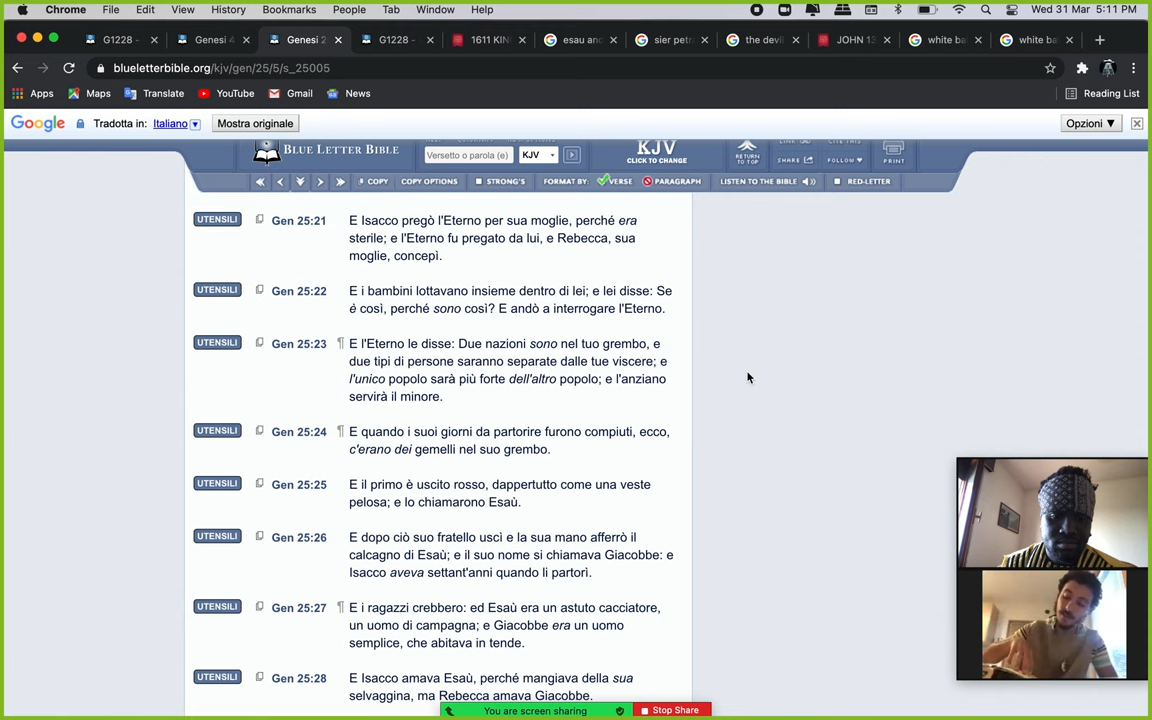 Chrome File Edit View History Bookmarks People Tab Window Help Wed 31 Mar 5:11 PM
G1228 - Genesi 4 Genesi 2 G1228 - 1611 KIN esau an sier petr the devil JOHN 13 white ba white ba
blueletterbible.org/kjv/gen/25/5/s_25005
Apps Maps Translate YouTube Gmail News Reading List
Google Tradotta in: Italiano Mostra originale Opzioni ▼
BLUE LETTER BIBLE Versetto o parola (e) KJV KJV CLICK TO CHANGE RETURN TO TOP SHARE FOLLOW PRINT
COPY COPY OPTIONS STRONG'S FORMAT BY: VERSE PARAGRAPH LISTEN TO THE BIBLE RED-LETTER
UTENSILI Gen 25:21 E Isacco pregò l'Eterno per sua moglie, perché era
sterile; e l'Eterno fu pregato da lui, e Rebecca, sua
moglie, concepì.
UTENSILI Gen 25:22 E i bambini lottavano insieme dentro di lei; e lei disse: Se
è così, perché sono così? E andò a interrogare l'Eterno.
UTENSILI Gen 25:23 ¶ E l'Eterno le disse: Due nazioni sono nel tuo grembo, e
due tipi di persone saranno separate dalle tue viscere; e
l'unico popolo sarà più forte dell'altro popolo; e l'anziano
servirà il minore.
UTENSILI Gen 25:24 ¶ E quando i suoi giorni da partorire furono compiuti, ecco,
c'erano dei gemelli nel suo grembo.
UTENSILI Gen 25:25 E il primo è uscito rosso, dappertutto come una veste
pelosa; e lo chiamarono Esaù.
UTENSILI Gen 25:26 E dopo ciò suo fratello uscì e la sua mano afferrò il
calcagno di Esaù; e il suo nome si chiamava Giacobbe: e
Isacco aveva settant'anni quando li partorì.
UTENSILI Gen 25:27 ¶ E i ragazzi crebbero: ed Esaù era un astuto cacciatore,
un uomo di campagna; e Giacobbe era un uomo
semplice, che abitava in tende.
UTENSILI Gen 25:28 E Isacco amava Esaù, perché mangiava della sua
selvaggina, ma Rebecca amava Giacobbe.
You are screen sharing Stop Share